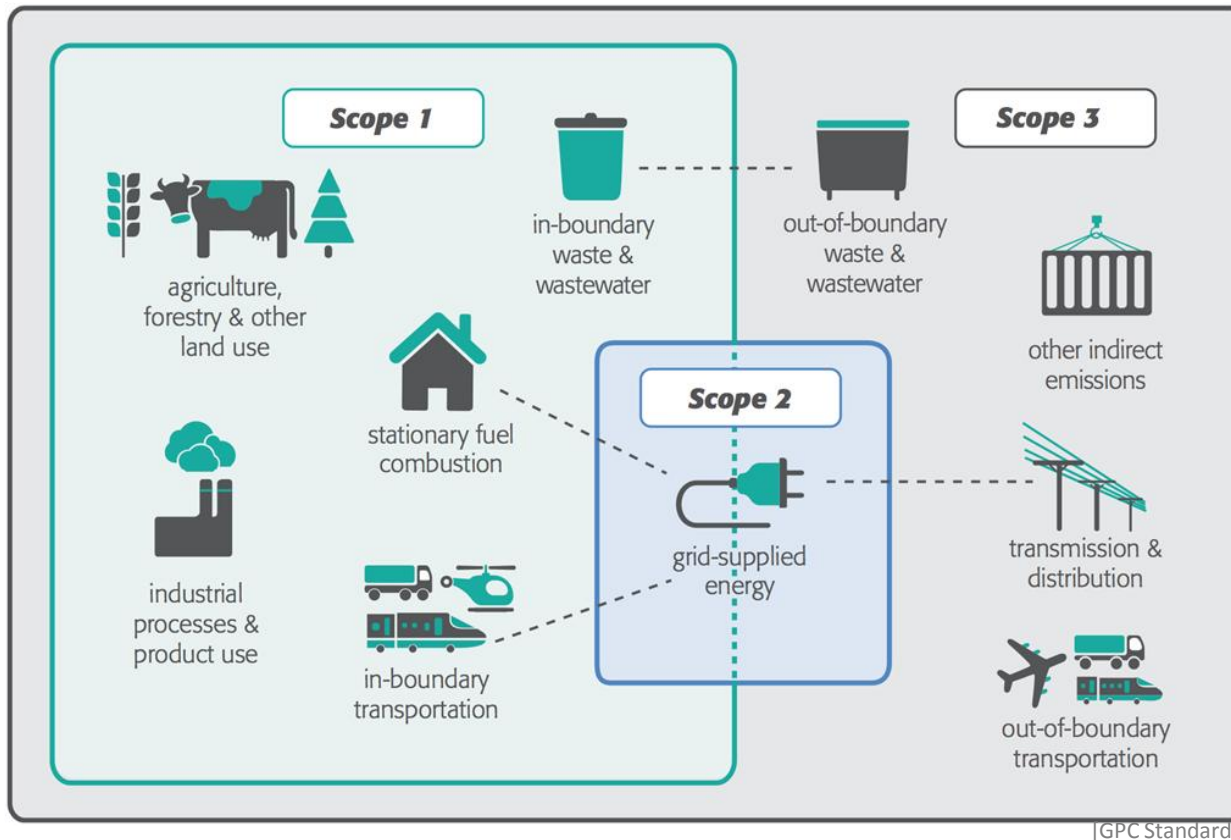 Scope 1
Scope 3
in-boundary
waste &
wastewater
out-of-boundary
waste &
wastewater
agriculture,
forestry & other
land use
other indirect
emissions
Scope 2
stationary fuel
combustion
grid-supplied
energy
transmission &
distribution
industrial
processes &
product use
in-boundary
transportation
out-of-boundary
transportation
[GPC Standard